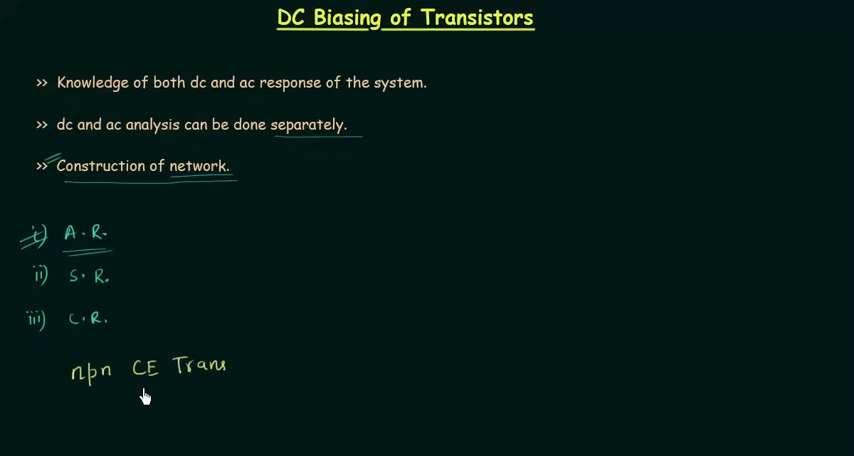 DC Biasing of Transistors
>> Knowledge of both dc and ac response of the system.
>> dc and ac analysis can be done separately.
>> Construction of network.
i) A.R.
ii) S.R.
iii) C.R.
npn CE Trans